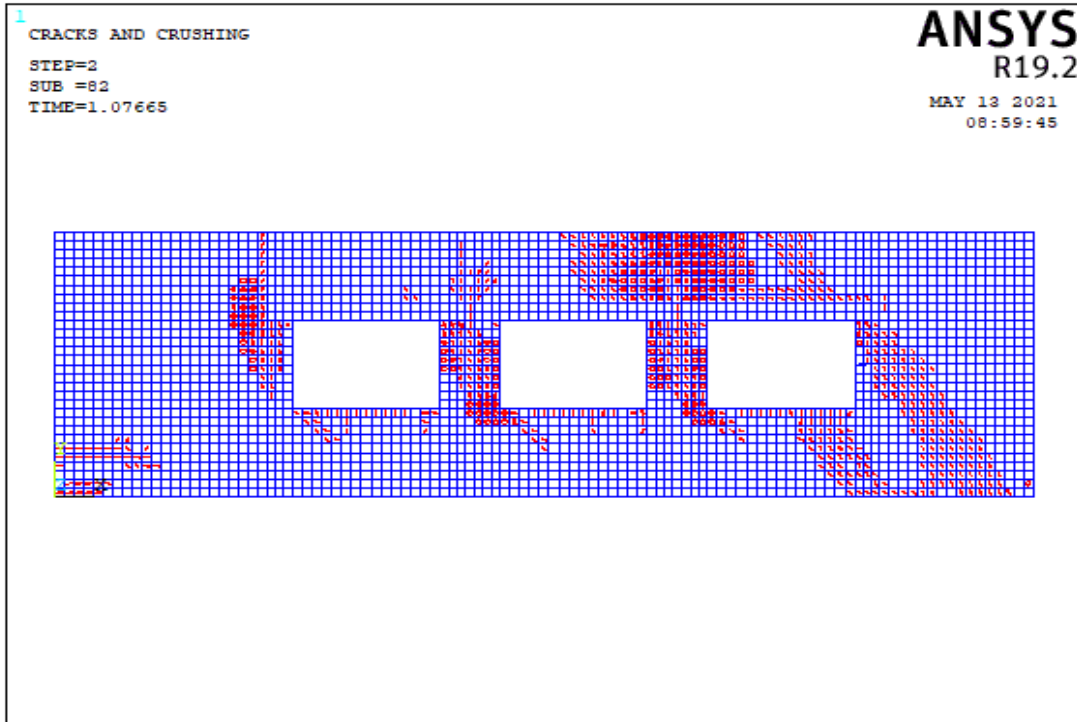 1
CRACKS AND CRUSHING
STEP=2
SUB =82
TIME=1.07665
ANSYS
R19.2
MAY 13 2021
08:59:45